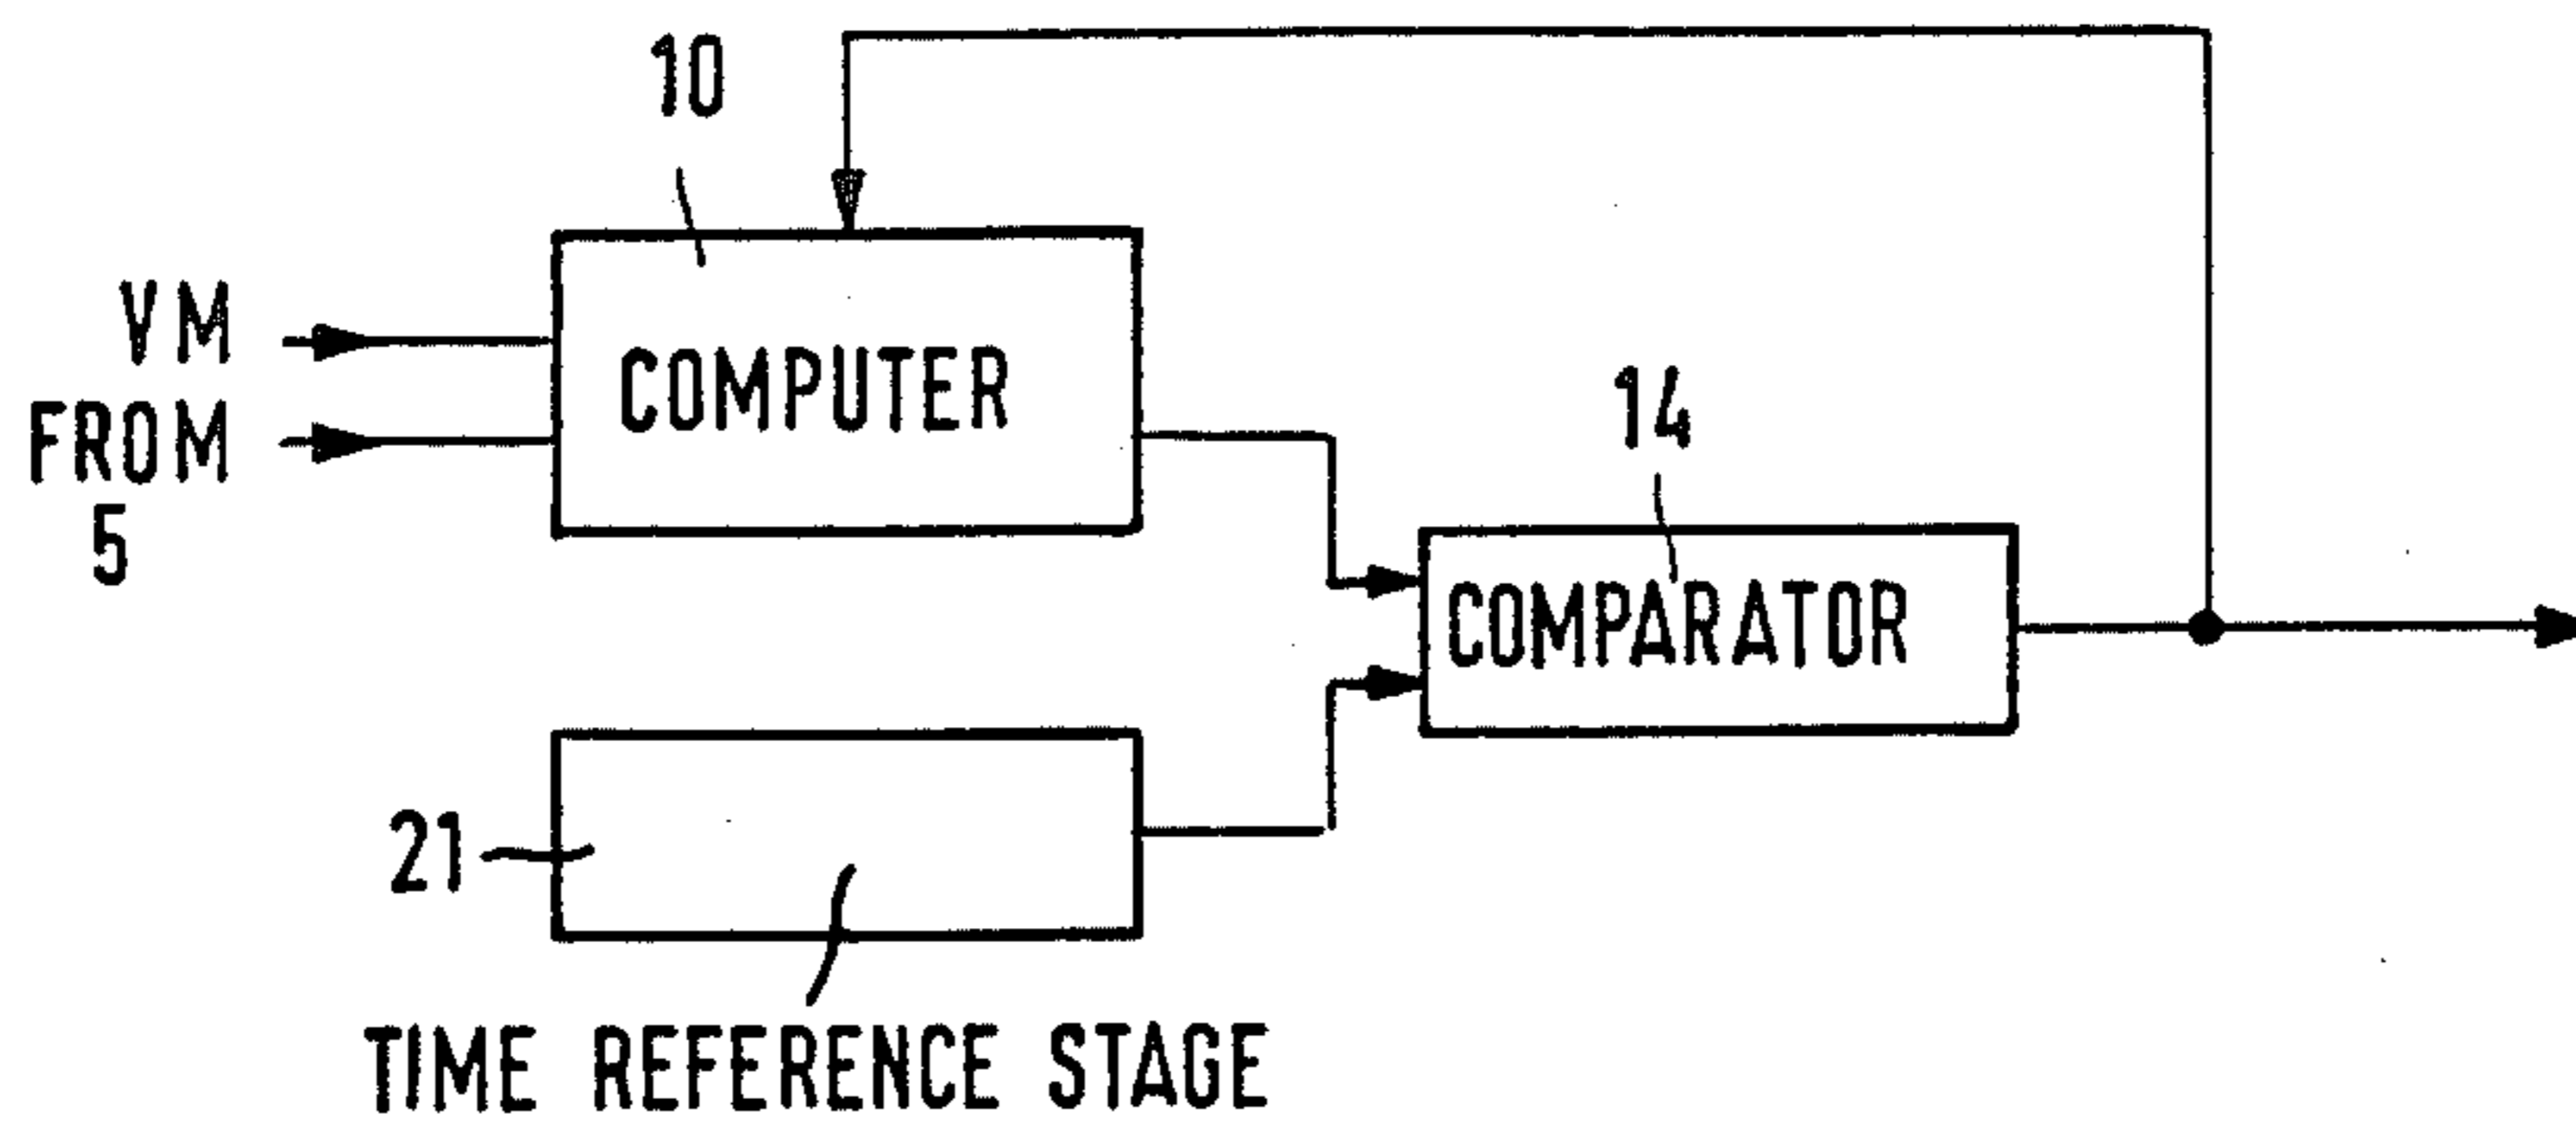 10
VM
FROM
5
COMPUTER
14
COMPARATOR
21
TIME REFERENCE STAGE